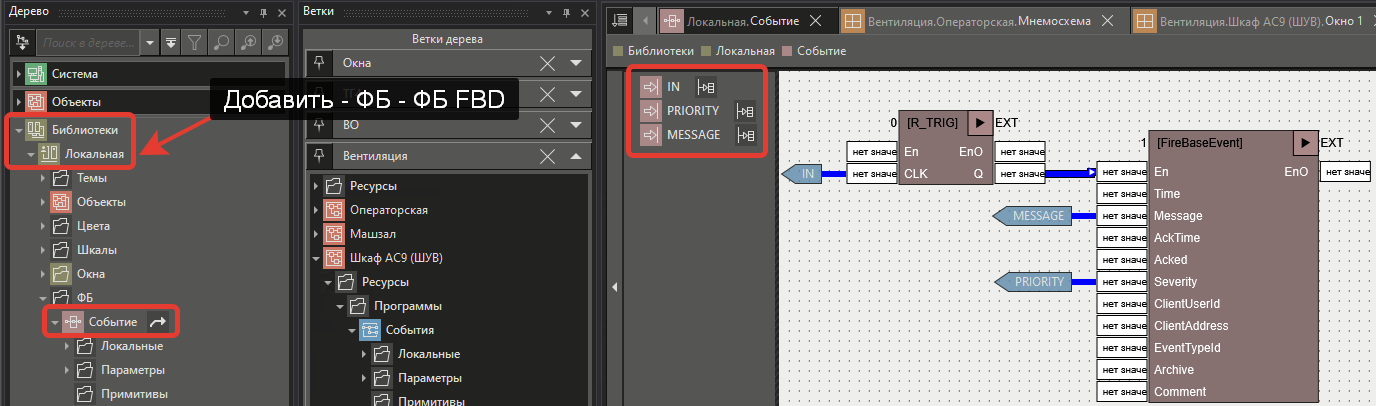 Дерево
Поиск в дереве...
Система
Объекты
Библиотеки
Локальная
Темы
Объекты
Цвета
Шкалы
Окна
ФБ
Событие
Локальные
Параметры
Примитивы
Добавить - ФБ - ФБ FBD
Ветки
Ветки дерева
Окна
ВО
Вентиляция
Ресурсы
Операторская
Машзал
Шкаф АС9 (ШУВ)
Ресурсы
Программы
События
Локальные
Параметры
Примитивы
Локальная.Событие
Вентиляция.Операторская.Мнемосхема
Вентиляция.Шкаф АС9 (ШУВ).Окно 1
Библиотеки
Локальная
Событие
IN
PRIORITY
MESSAGE
0 [R_TRIG] EXT
нет значе En EnO нет значе
IN нет значе CLK Q нет значе
1 [FireBaseEvent] EXT
нет значе En EnO нет значе
нет значе Time
MESSAGE нет значе Message
нет значе AckTime
нет значе Acked
PRIORITY нет значе Severity
нет значе ClientUserId
нет значе ClientAddress
нет значе EventTypeId
нет значе Archive
нет значе Comment